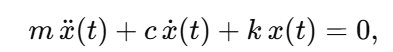 m ẍ(t) + c ẋ(t) + k x(t) = 0,